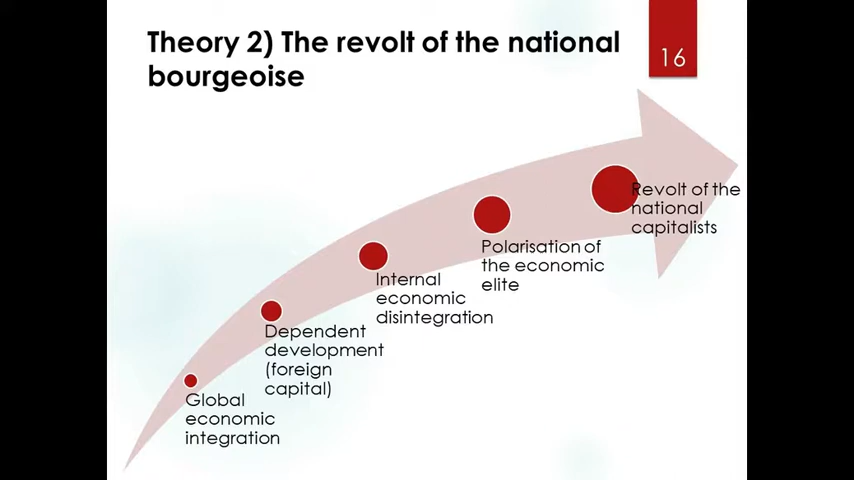 Theory 2) The revolt of the national
bourgeoise
16
Revolt of the
national
capitalists
Polarisation of
the economic
elite
Internal
economic
disintegration
Dependent
development
(foreign
capital)
Global
economic
integration